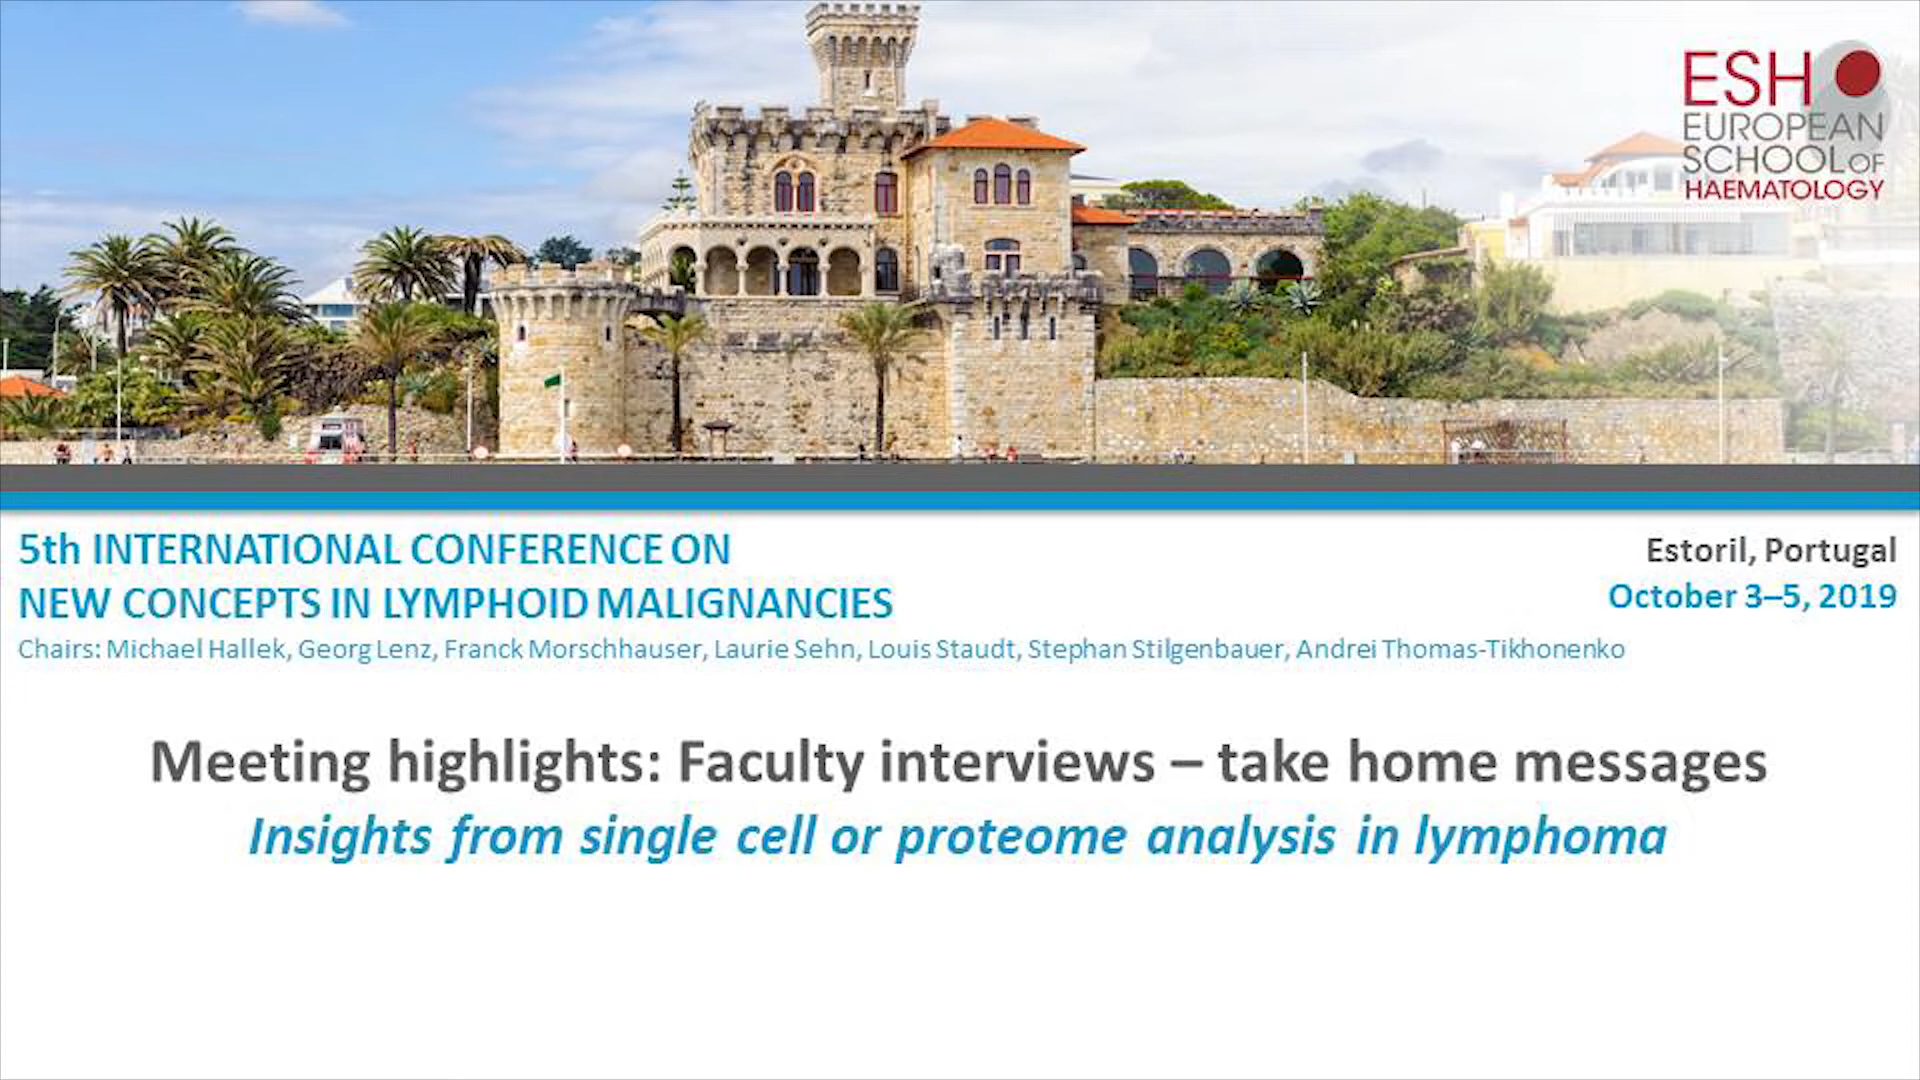 ESH
EUROPEAN
SCHOOL OF
HAEMATOLOGY
5th INTERNATIONAL CONFERENCE ON
NEW CONCEPTS IN LYMPHOID MALIGNANCIES
Chairs: Michael Hallek, Georg Lenz, Franck Morschhauser, Laurie Sehn, Louis Staudt, Stephan Stilgenbauer, Andrei Thomas-Tikhonenko
Estoril, Portugal
October 3–5, 2019
Meeting highlights: Faculty interviews – take home messages
Insights from single cell or proteome analysis in lymphoma